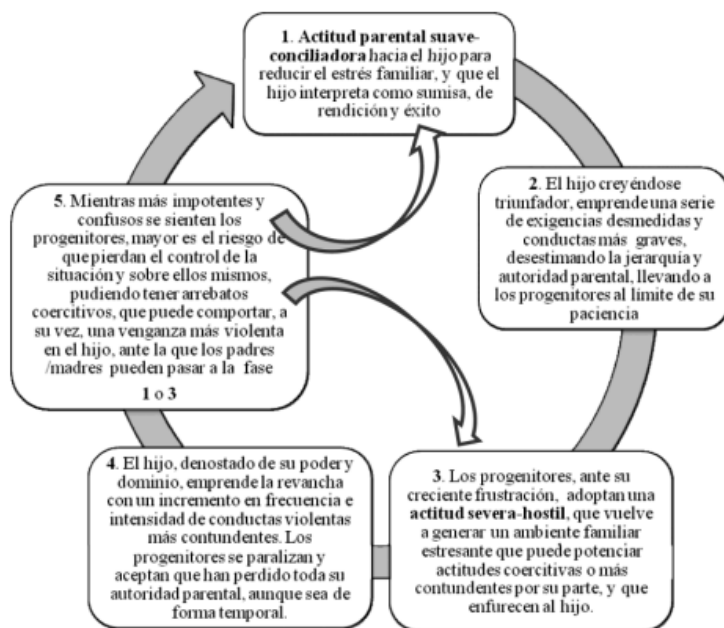 1. Actitud parental suave-
conciliadora hacia el hijo para
reducir el estrés familiar, y que el
hijo interpreta como sumisa, de
rendición y éxito
2. El hijo creyéndose
triunfador, emprende una serie
de exigencias desmedidas y
conductas más graves,
desestimando la jerarquía y
autoridad parental, llevando a
los progenitores al límite de su
paciencia
3. Los progenitores, ante su
creciente frustración, adoptan una
actitud severa-hostil, que vuelve
a generar un ambiente familiar
estresante que puede potenciar
actitudes coercitivas o más
contundentes por su parte, y que
enfurecen al hijo.
4. El hijo, denostado de su poder y
dominio, emprende la revancha
con un incremento en frecuencia e
intensidad de conductas violentas
más contundentes. Los
progenitores se paralizan y
aceptan que han perdido toda su
autoridad parental, aunque sea de
forma temporal.
5. Mientras más impotentes y
confusos se sienten los
progenitores, mayor es el riesgo de
que pierdan el control de la
situación y sobre ellos mismos,
pudiendo tener arrebatos
coercitivos, que puede comportar, a
su vez, una venganza más violenta
en el hijo, ante la que los padres
/madres pueden pasar a la fase
1 o 3